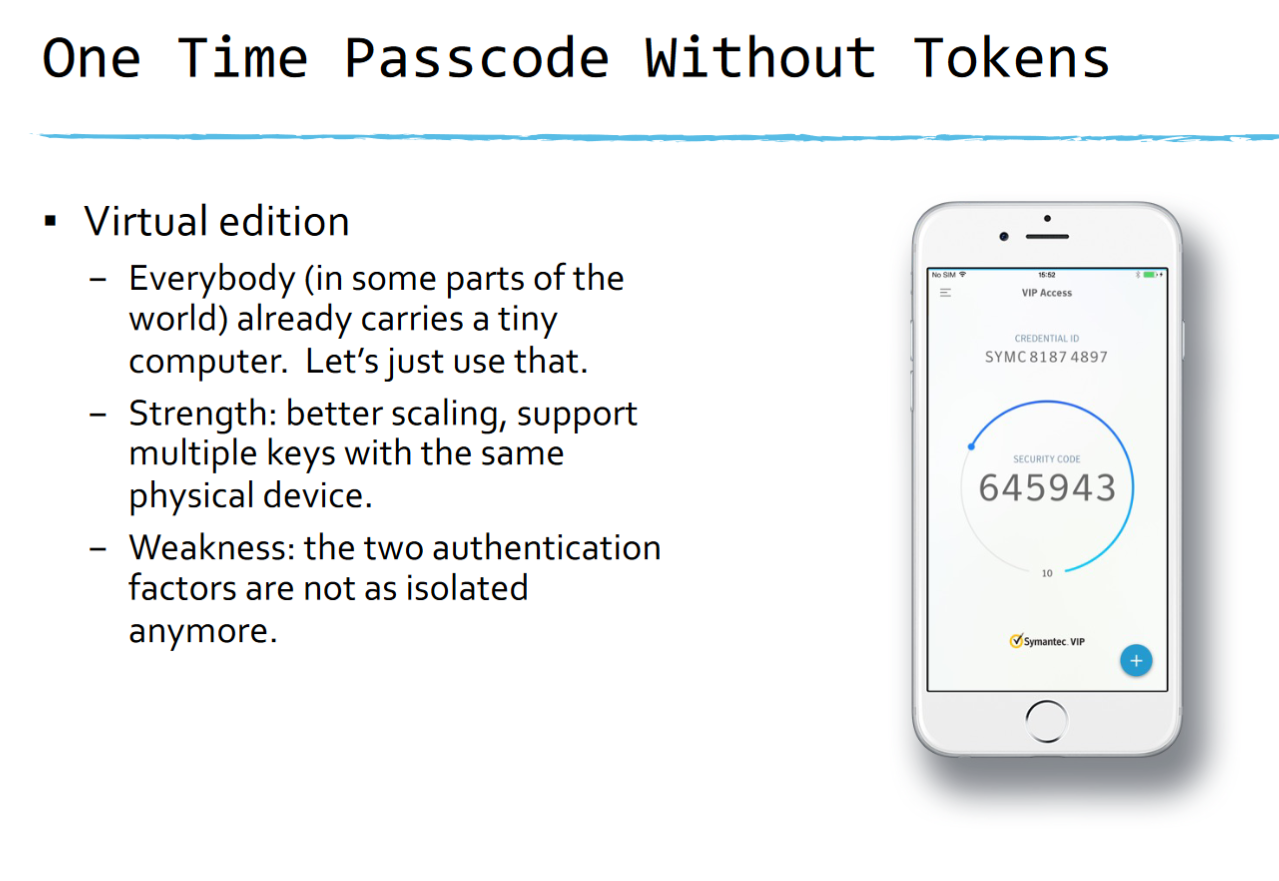 One Time Passcode Without Tokens
▪ Virtual edition
– Everybody (in some parts of the
world) already carries a tiny
computer.  Let’s just use that.
– Strength: better scaling, support
multiple keys with the same
physical device.
– Weakness: the two authentication
factors are not as isolated
anymore.
No SIM 15:52
VIP Access
CREDENTIAL ID
SYMC 8187 4897
SECURITY CODE
645943
10
Symantec. VIP
+